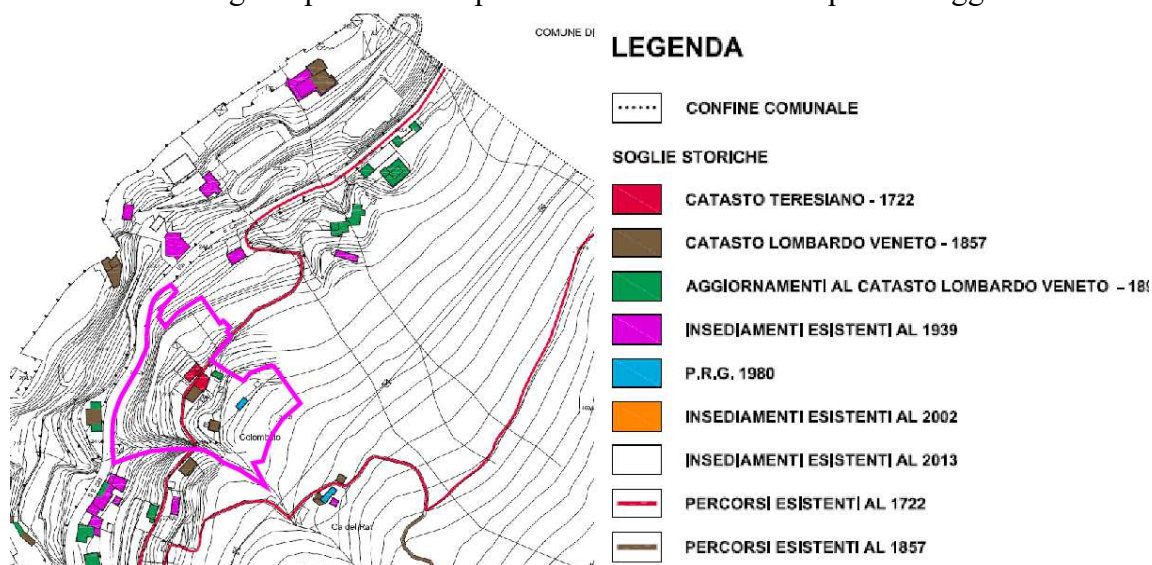 COMUNE DI
LEGENDA
CONFINE COMUNALE
SOGLIE STORICHE
CATASTO TERESIANO - 1722
CATASTO LOMBARDO VENETO - 1857
AGGIORNAMENTI AL CATASTO LOMBARDO VENETO - 189
INSEDIAMENTI ESISTENTI AL 1939
P.R.G. 1980
INSEDIAMENTI ESISTENTI AL 2002
INSEDIAMENTI ESISTENTI AL 2013
PERCORSI ESISTENTI AL 1722
PERCORSI ESISTENTI AL 1857
Colombaio
Ca del Rat